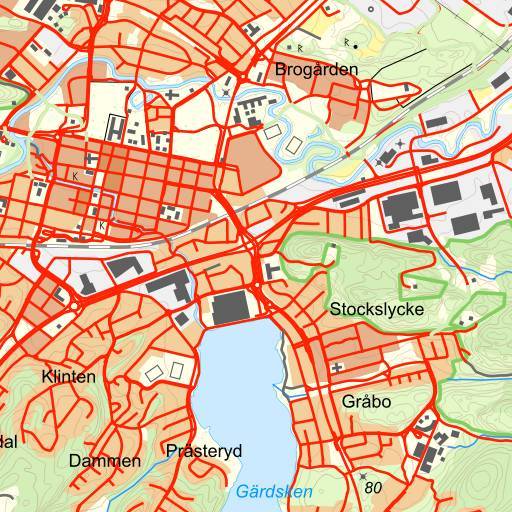 Brogården
K
K
K
K
Stockslycke
Klinten
Gråbo
dal
Dammen
Prästeryd
Gärdsken
80